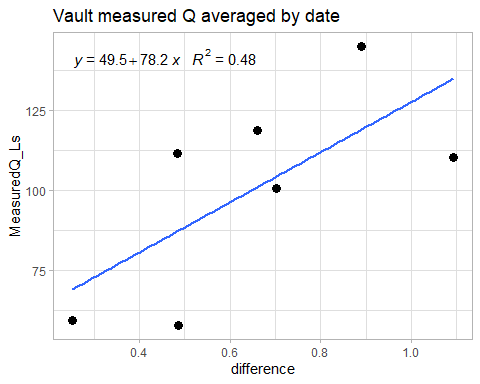 Vault measured Q averaged by date
y = 49.5+78.2 x R² = 0.48
MeasuredQ_Ls
125
100
75
0.4 0.6 0.8 1.0
difference